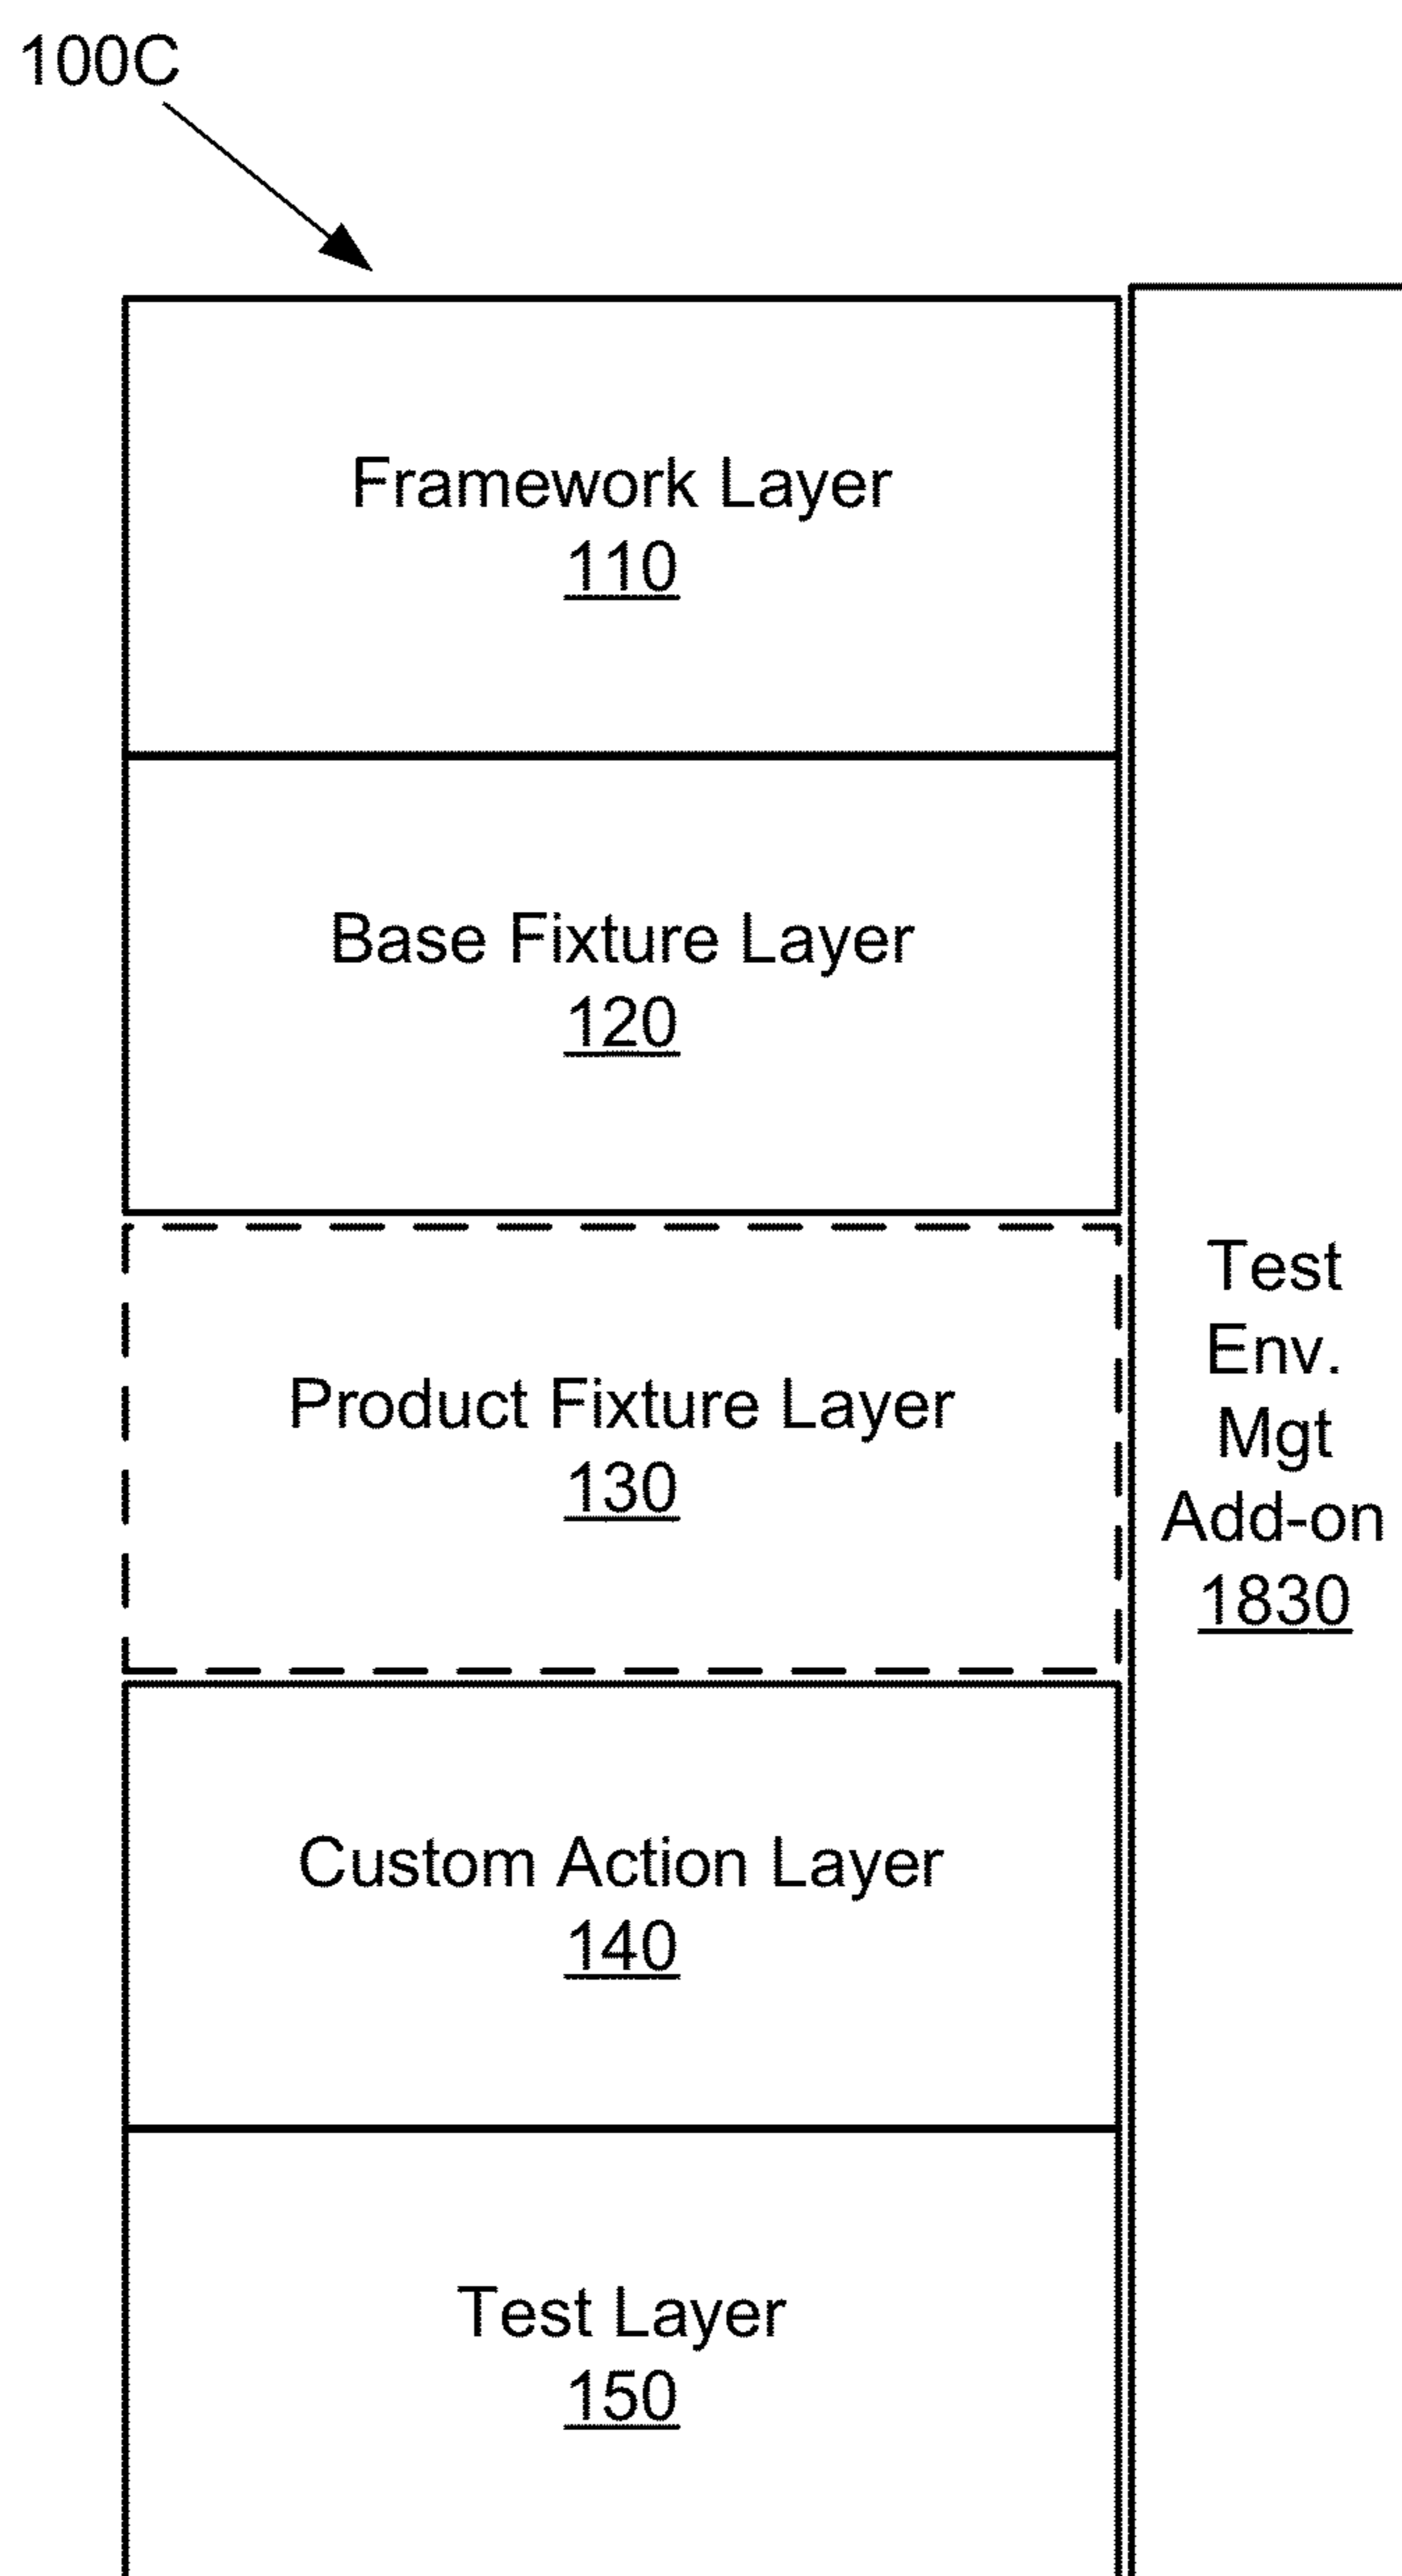 100C
Framework Layer
110
Base Fixture Layer
120
Product Fixture Layer
130
Test
Env.
Mgt
Add-on
1830
Custom Action Layer
140
Test Layer
150